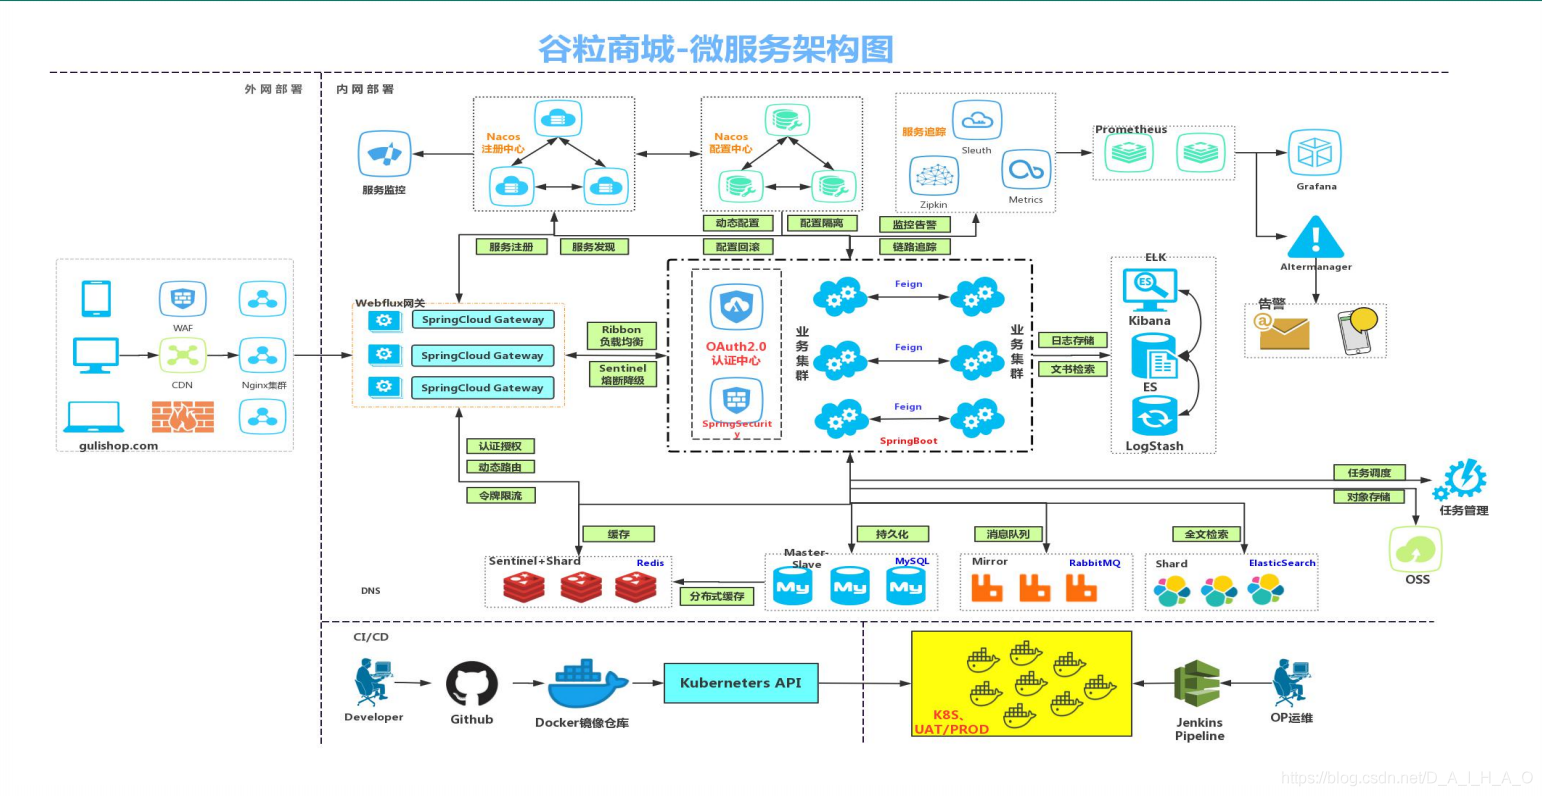 谷粒商城-微服务架构图
外网部署
内网部署
Nacos
注册中心
Nacos
配置中心
服务追踪
Sleuth
Zipkin
Metrics
Prometheus
Grafana
服务监控
动态配置
配置隔离
监控告警
服务注册
服务发现
配置回滚
链路追踪
Altermanager
告警
WAF
CDN
Nginx集群
gulishop.com
Webflux网关
SpringCloud Gateway
SpringCloud Gateway
SpringCloud Gateway
Ribbon
负载均衡
Sentinel
熔断降级
OAuth2.0
认证中心
SpringSecurit
y
业务集群
Feign
Feign
Feign
业务集群
SpringBoot
日志存储
文书检索
ELK
ES
Kibana
ES
LogStash
认证授权
动态路由
令牌限流
任务调度
对象存储
任务管理
OSS
缓存
持久化
消息队列
全文检索
Sentinel+Shard
Redis
分布式缓存
Master-
Slave
MySQL
My
My
My
Mirror
RabbitMQ
Shard
ElasticSearch
DNS
CI/CD
Developer
Github
Docker镜像仓库
Kuberneters API
K8S、
UAT/PROD
Jenkins
Pipeline
OP运维
https://blog.csdn.net/D_A_I_H_A_O